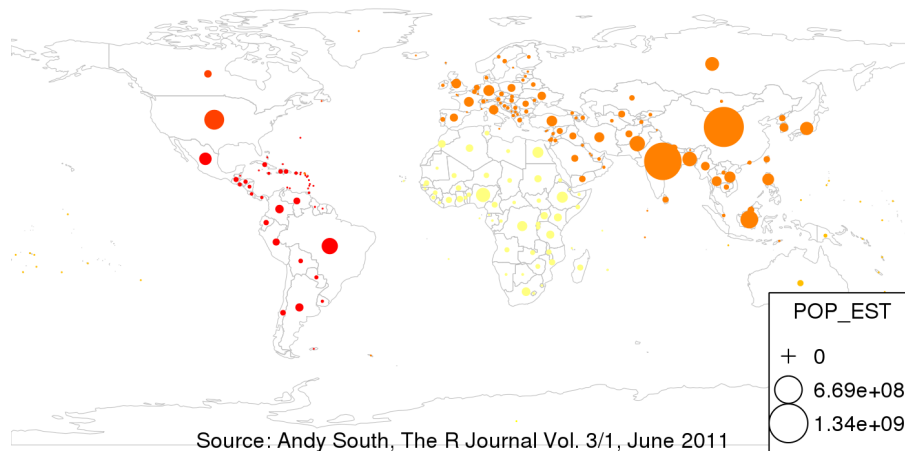 POP_EST
0
6.69e+08
1.34e+09
Source: Andy South, The R Journal Vol. 3/1, June 2011